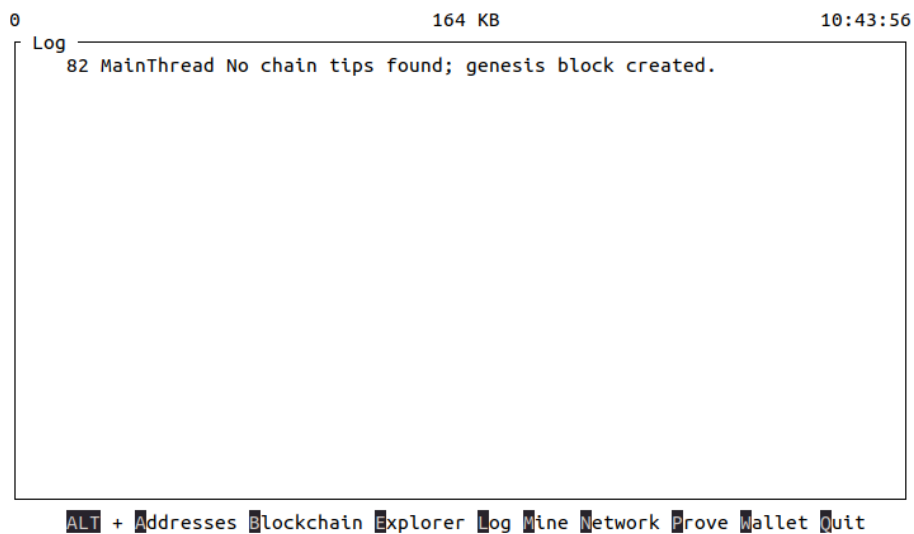 0 164 KB 10:43:56
Log
82 MainThread No chain tips found; genesis block created.
ALT + Addresses Blockchain Explorer Log Mine Network Prove Wallet Quit